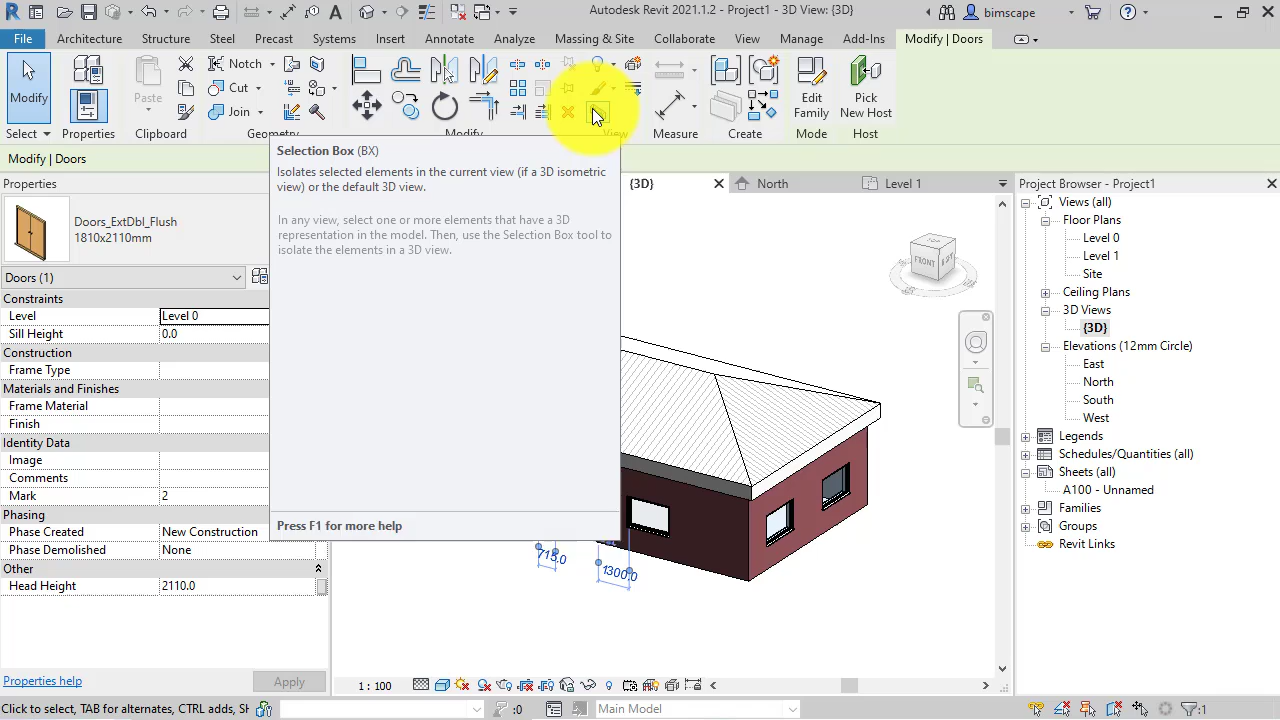 Autodesk Revit 2021.1.2 - Project1 - 3D View: {3D}
bimscape
File Architecture Structure Steel Precast Systems Insert Annotate Analyze Massing & Site Collaborate View Manage Add-Ins Modify | Doors
Modify
Paste
Notch
Cut
Join
Edit
Family
Pick
New Host
Select Properties Geometry Modify View Measure Create Mode Host
Modify | Doors
Selection Box (BX)
Isolates selected elements in the current view (if a 3D isometric
view) or the default 3D view.
In any view, select one or more elements that have a 3D
representation in the model. Then, use the Selection Box tool to
isolate the elements in a 3D view.
Press F1 for more help
Properties
Doors_ExtDbl_Flush
1810x2110mm
Doors (1)
Constraints
Level Level 0
Sill Height 0.0
Construction
Frame Type
Materials and Finishes
Frame Material
Finish
Identity Data
Image
Comments
Mark 2
Phasing
Phase Created New Construction
Phase Demolished None
Other
Head Height 2110.0
Properties help
Apply
{3D}
North
Level 1
FRONT
715.0
1300.0
Project Browser - Project1
Views (all)
Floor Plans
Level 0
Level 1
Site
Ceiling Plans
3D Views
{3D}
Elevations (12mm Circle)
East
North
South
West
Legends
Schedules/Quantities (all)
Sheets (all)
A100 - Unnamed
Families
Groups
Revit Links
1 : 100
Click to select, TAB for alternates, CTRL adds, SH
:0
Main Model
:1